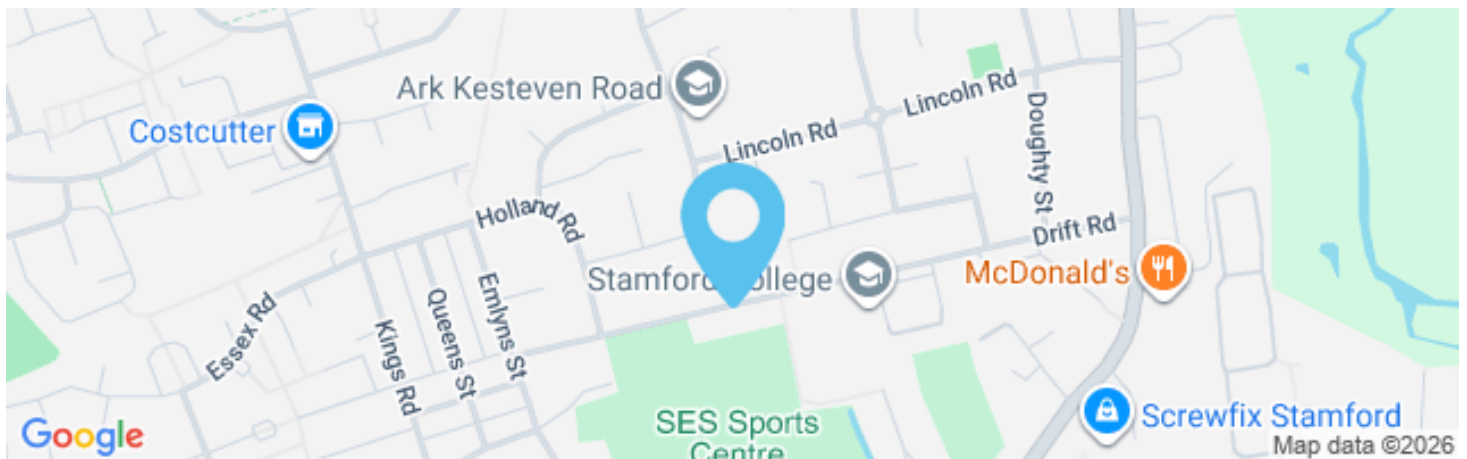 Ark Kesteven Road
Costcutter
Lincoln Rd
Lincoln Rd
Doughty St
Holland Rd
Drift Rd
Stamford College
McDonald's
Essex Rd
Kings Rd
Queens St
Emlyns St
SES Sports
Centre
Screwfix Stamford
Google
Map data ©2026